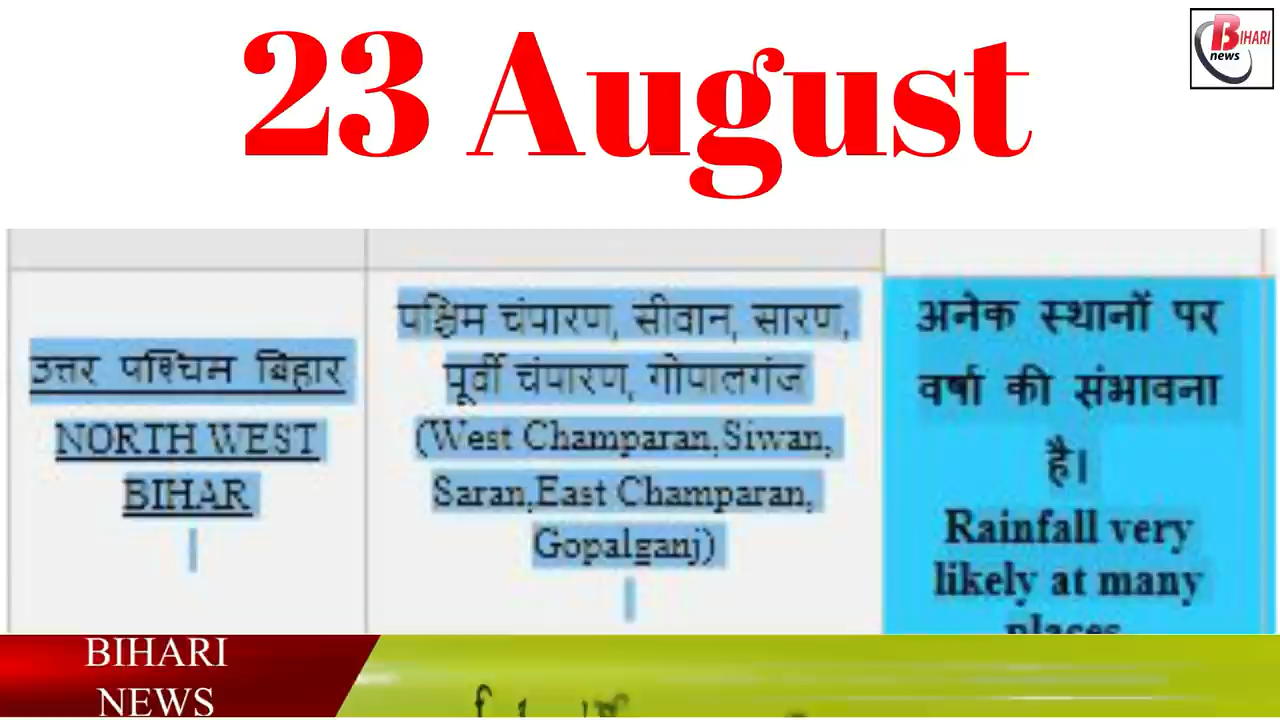 23 August
BIHARI
news
उत्तर पश्चिम बिहार
NORTH WEST
BIHAR
पश्चिम चंपारण, सीवान, सारण,
पूर्वी चंपारण, गोपालगंज
(West Champaran,Siwan,
Saran,East Champaran,
Gopalganj)
अनेक स्थानों पर
वर्षा की संभावना
है।
Rainfall very
likely at many
places
BIHARI
NEWS